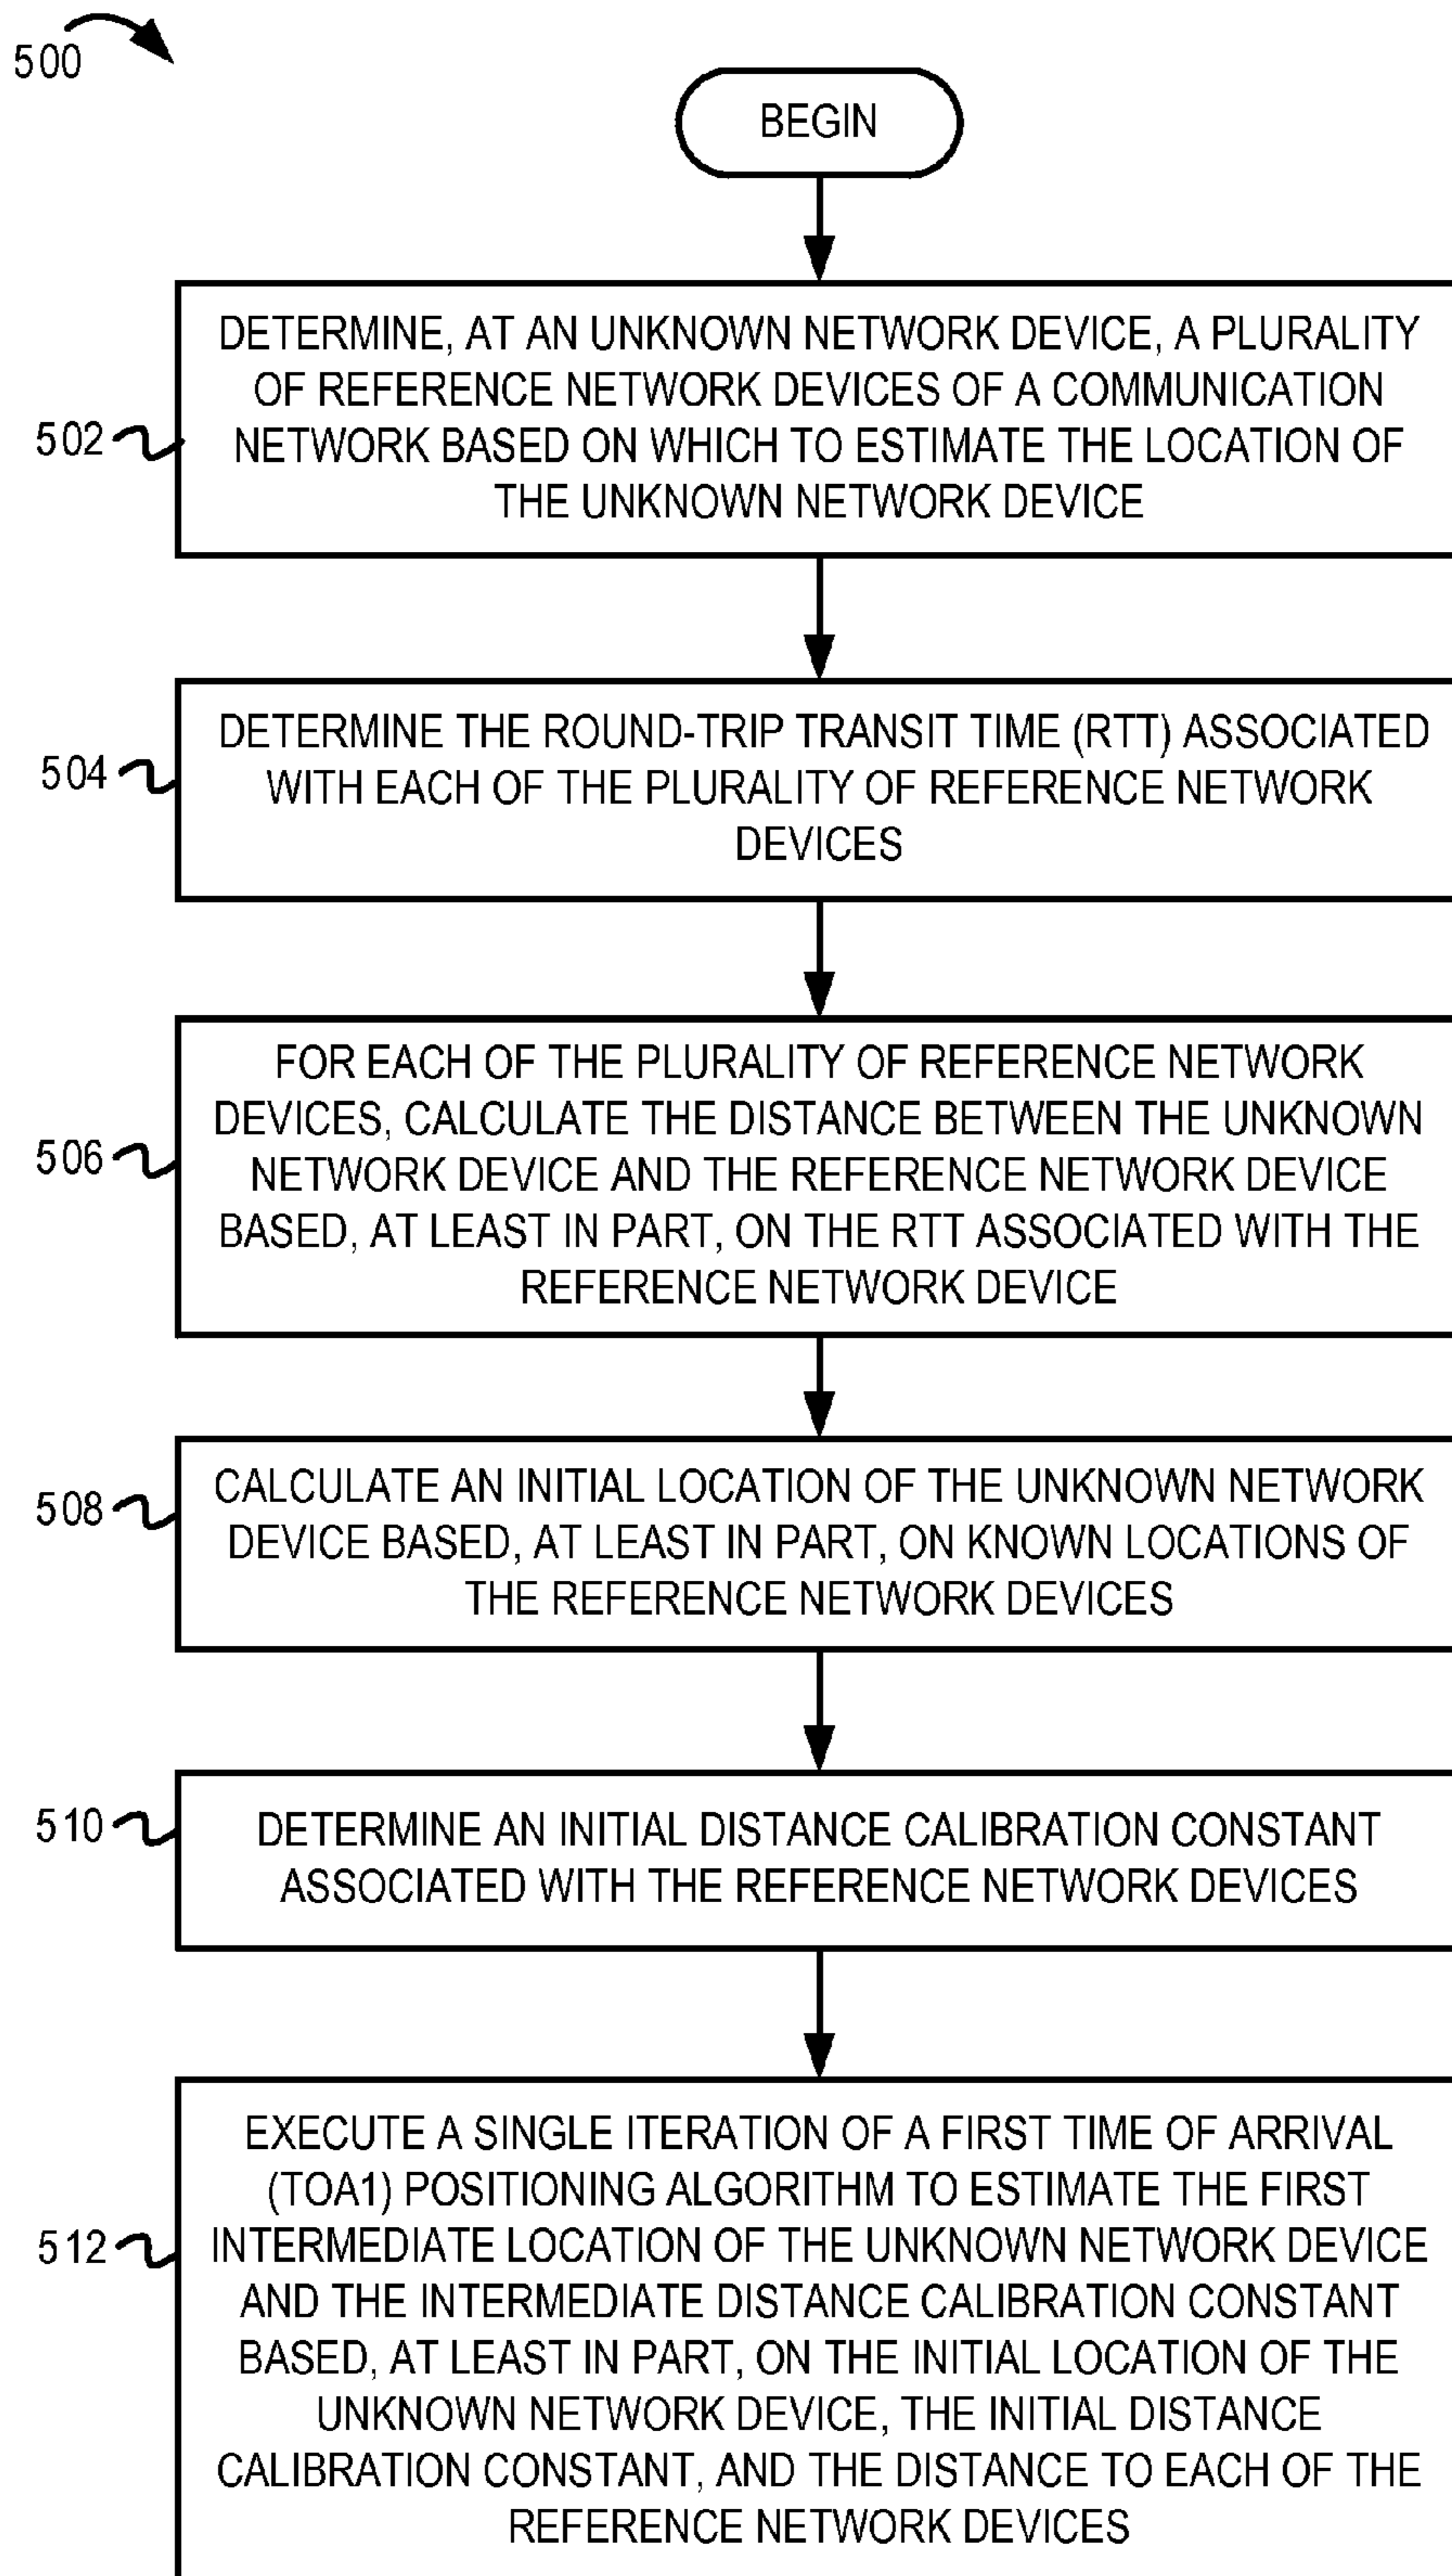 500
BEGIN
DETERMINE, AT AN UNKNOWN NETWORK DEVICE, A PLURALITY
OF REFERENCE NETWORK DEVICES OF A COMMUNICATION
NETWORK BASED ON WHICH TO ESTIMATE THE LOCATION OF
THE UNKNOWN NETWORK DEVICE
502
DETERMINE THE ROUND-TRIP TRANSIT TIME (RTT) ASSOCIATED
WITH EACH OF THE PLURALITY OF REFERENCE NETWORK
DEVICES
504
FOR EACH OF THE PLURALITY OF REFERENCE NETWORK
DEVICES, CALCULATE THE DISTANCE BETWEEN THE UNKNOWN
NETWORK DEVICE AND THE REFERENCE NETWORK DEVICE
BASED, AT LEAST IN PART, ON THE RTT ASSOCIATED WITH THE
REFERENCE NETWORK DEVICE
506
CALCULATE AN INITIAL LOCATION OF THE UNKNOWN NETWORK
DEVICE BASED, AT LEAST IN PART, ON KNOWN LOCATIONS OF
THE REFERENCE NETWORK DEVICES
508
DETERMINE AN INITIAL DISTANCE CALIBRATION CONSTANT
ASSOCIATED WITH THE REFERENCE NETWORK DEVICES
510
EXECUTE A SINGLE ITERATION OF A FIRST TIME OF ARRIVAL
(TOA1) POSITIONING ALGORITHM TO ESTIMATE THE FIRST
INTERMEDIATE LOCATION OF THE UNKNOWN NETWORK DEVICE
AND THE INTERMEDIATE DISTANCE CALIBRATION CONSTANT
BASED, AT LEAST IN PART, ON THE INITIAL LOCATION OF THE
UNKNOWN NETWORK DEVICE, THE INITIAL DISTANCE
CALIBRATION CONSTANT, AND THE DISTANCE TO EACH OF THE
REFERENCE NETWORK DEVICES
512